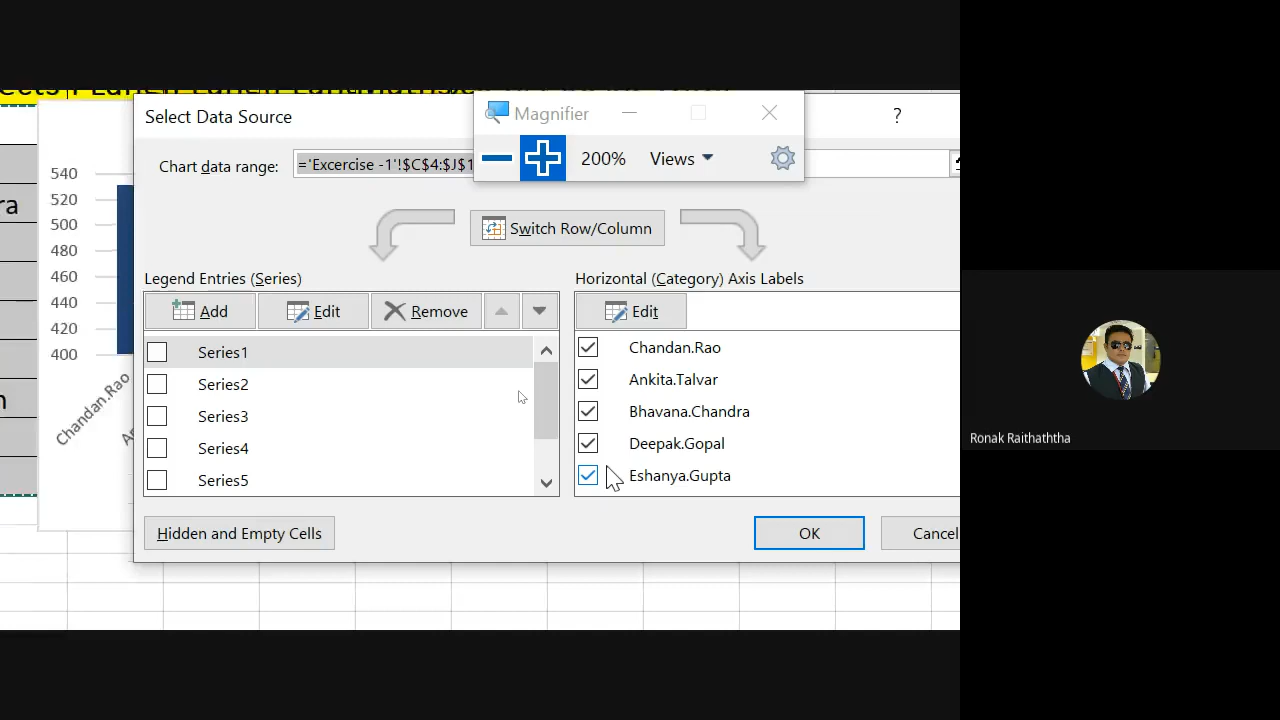 Select Data Source
Magnifier
?
200%
Views
Chart data range:
='Excercise -1'!$C$4:$J$1
540
520
500
480
460
440
420
400
ra
n
Chandan.Rao
Switch Row/Column
Legend Entries (Series)
Add
Edit
Remove
Series1
Series2
Series3
Series4
Series5
Horizontal (Category) Axis Labels
Edit
Chandan.Rao
Ankita.Talvar
Bhavana.Chandra
Deepak.Gopal
Eshanya.Gupta
Hidden and Empty Cells
OK
Cancel
Ronak Raithaththa